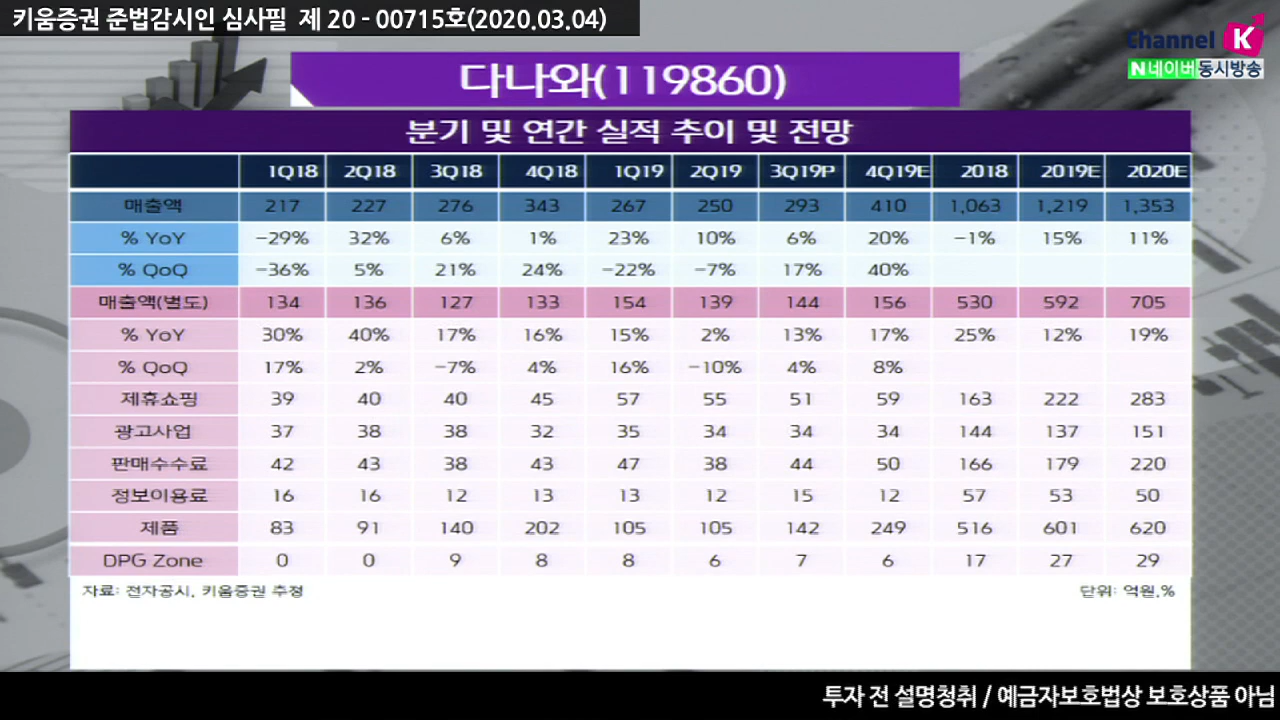 키움증권 준법감시인 심사필 제 20 - 00715호(2020.03.04)
Channel K
N 네이버 동시방송
다나와(119860)
분기 및 연간 실적 추이 및 전망
1Q18 2Q18 3Q18 4Q18 1Q19 2Q19 3Q19P 4Q19E 2018 2019E 2020E
매출액 217 227 276 343 267 250 293 410 1,063 1,219 1,353
% YoY -29% 32% 6% 1% 23% 10% 6% 20% -1% 15% 11%
% QoQ -36% 5% 21% 24% -22% -7% 17% 40%
매출액(별도) 134 136 127 133 154 139 144 156 530 592 705
% YoY 30% 40% 17% 16% 15% 2% 13% 17% 25% 12% 19%
% QoQ 17% 2% -7% 4% 16% -10% 4% 8%
제휴쇼핑 39 40 40 45 57 55 51 59 163 222 283
광고사업 37 38 38 32 35 34 34 34 144 137 151
판매수수료 42 43 38 43 47 38 44 50 166 179 220
정보이용료 16 16 12 13 13 12 15 12 57 53 50
제품 83 91 140 202 105 105 142 249 516 601 620
DPG Zone 0 0 9 8 8 6 7 6 17 27 29
자료: 전자공시, 키움증권 추정 단위: 억원,%
투자 전 설명청취 / 예금자보호법상 보호상품 아님